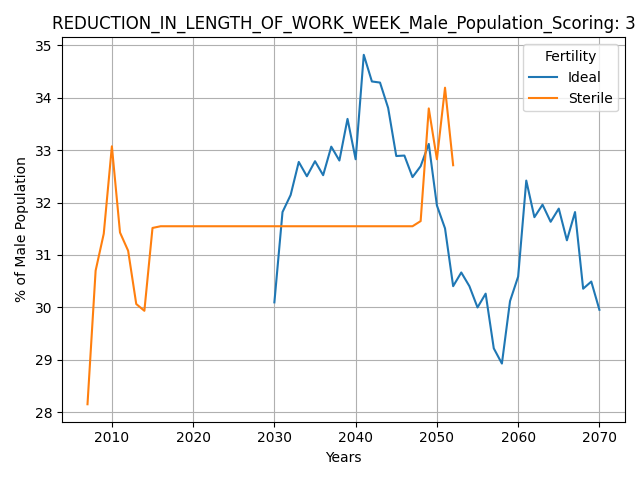 REDUCTION_IN_LENGTH_OF_WORK_WEEK_Male_Population_Scoring: 3
Fertility
Ideal
Sterile
% of Male Population
35
34
33
32
31
30
29
28
2010 2020 2030 2040 2050 2060 2070
Years